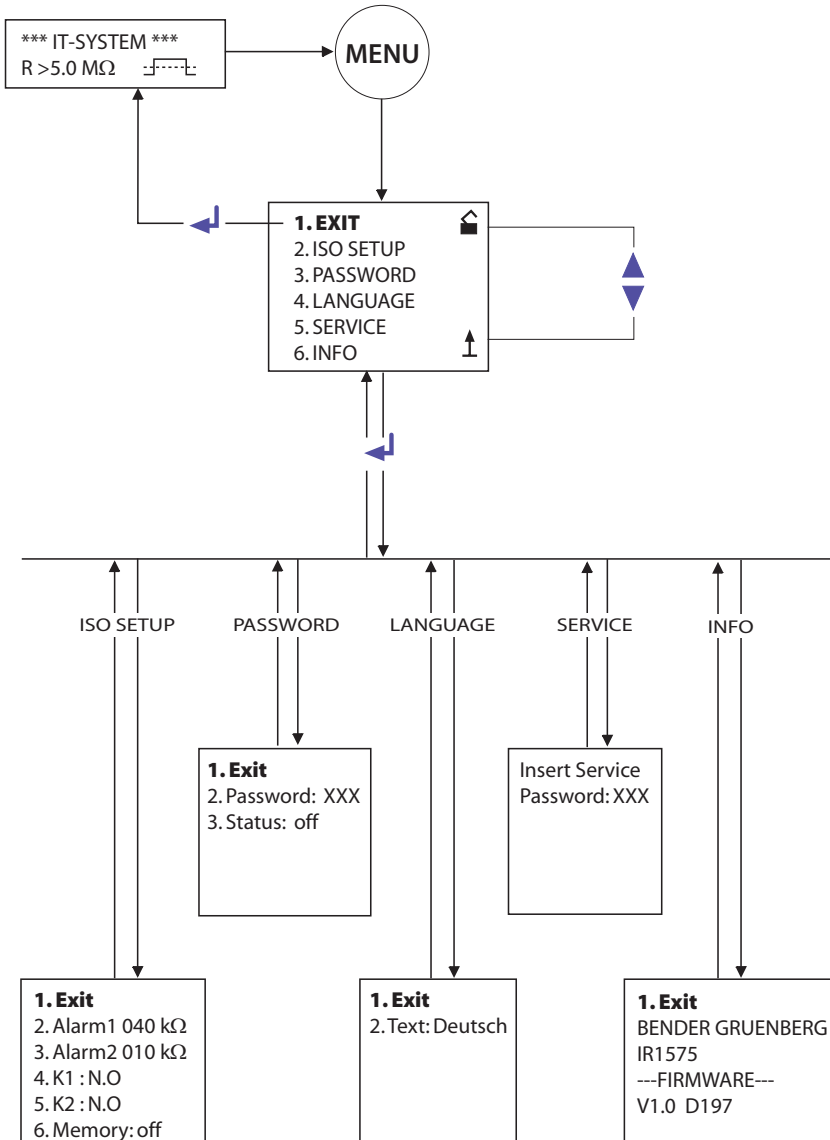 *** IT-SYSTEM ***
R >5.0 MΩ
MENU
1. EXIT
2. ISO SETUP
3. PASSWORD
4. LANGUAGE
5. SERVICE
6. INFO
ISO SETUP
PASSWORD
LANGUAGE
SERVICE
INFO
1. Exit
2. Password: XXX
3. Status: off
Insert Service
Password: XXX
1. Exit
2. Alarm1 040 kΩ
3. Alarm2 010 kΩ
4. K1 : N.O
5. K2 : N.O
6. Memory: off
1. Exit
2. Text: Deutsch
1. Exit
BENDER GRUENBERG
IR1575
---FIRMWARE---
V1.0 D197